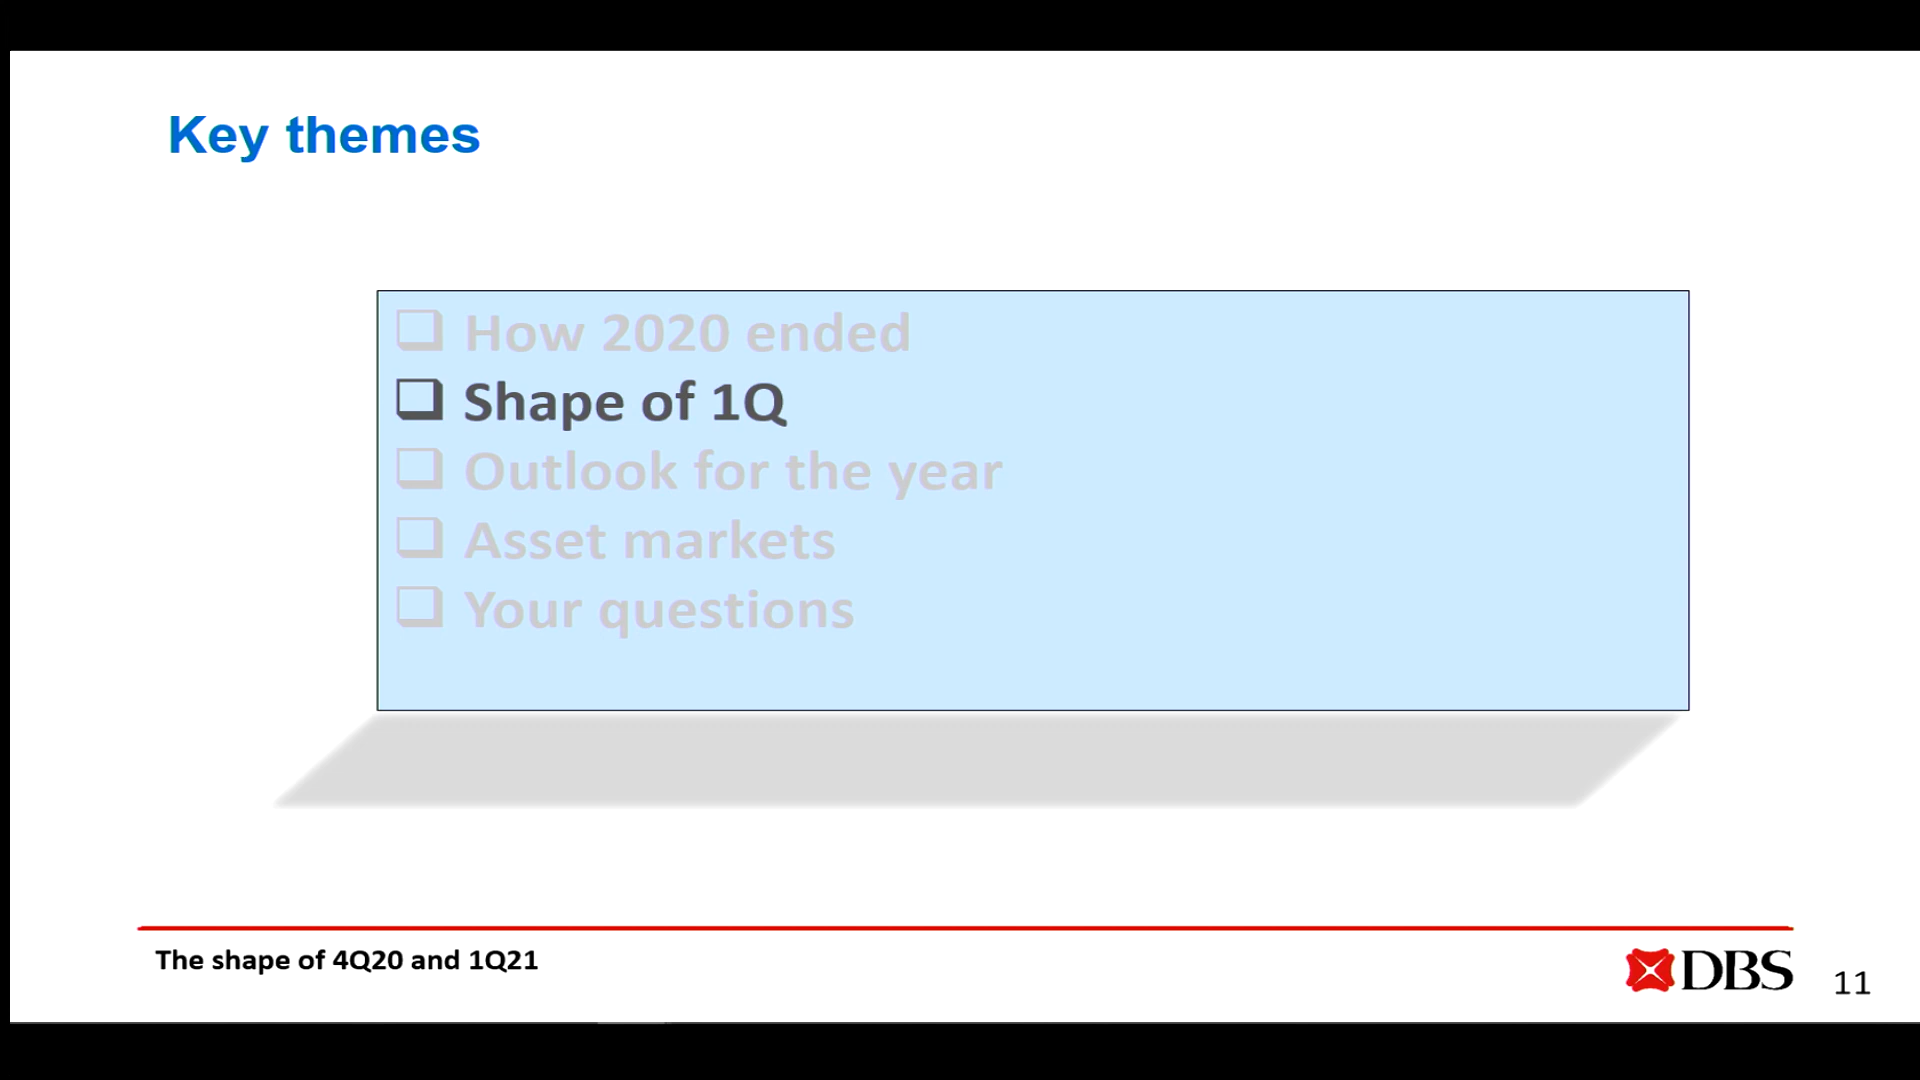 Key themes
How 2020 ended
Shape of 1Q
Outlook for the year
Asset markets
Your questions
The shape of 4Q20 and 1Q21
DBS
11